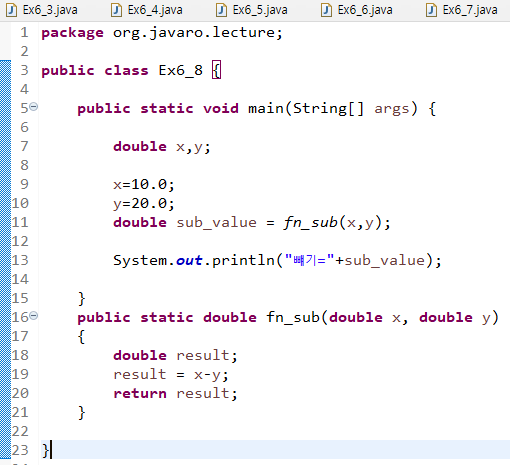 Ex6_3.java Ex6_4.java Ex6_5.java Ex6_6.java Ex6_7.java
1 package org.javaro.lecture;
2
3 public class Ex6_8 {
4
5 public static void main(String[] args) {
6
7 double x,y;
8
9 x=10.0;
10 y=20.0;
11 double sub_value = fn_sub(x,y);
12
13 System.out.println("빼기="+sub_value);
14
15 }
16 public static double fn_sub(double x, double y)
17 {
18 double result;
19 result = x-y;
20 return result;
21 }
22
23 }